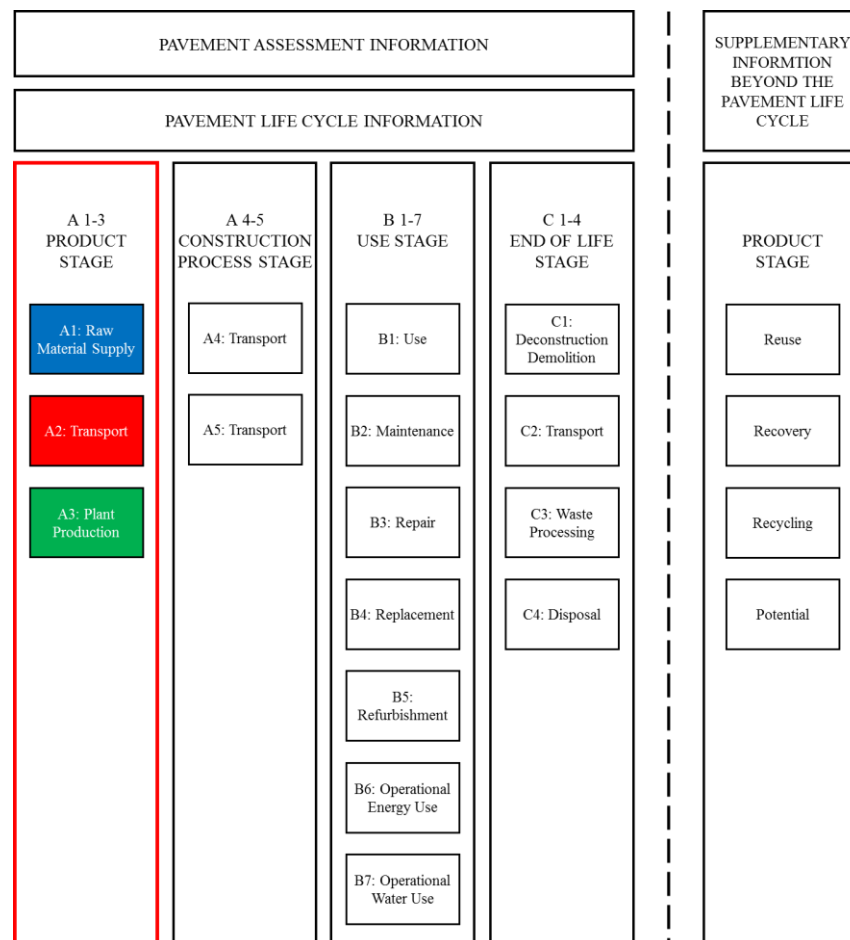 PAVEMENT ASSESSMENT INFORMATION
PAVEMENT LIFE CYCLE INFORMATION
SUPPLEMENTARY
INFORMTION
BEYOND THE
PAVEMENT LIFE
CYCLE
A 1-3
PRODUCT
STAGE
A1: Raw
Material Supply
A2: Transport
A3: Plant
Production
A 4-5
CONSTRUCTION
PROCESS STAGE
A4: Transport
A5: Transport
B 1-7
USE STAGE
B1: Use
B2: Maintenance
B3: Repair
B4: Replacement
B5:
Refurbishment
B6: Operational
Energy Use
B7: Operational
Water Use
C 1-4
END OF LIFE
STAGE
C1:
Deconstruction
Demolition
C2: Transport
C3: Waste
Processing
C4: Disposal
PRODUCT
STAGE
Reuse
Recovery
Recycling
Potential